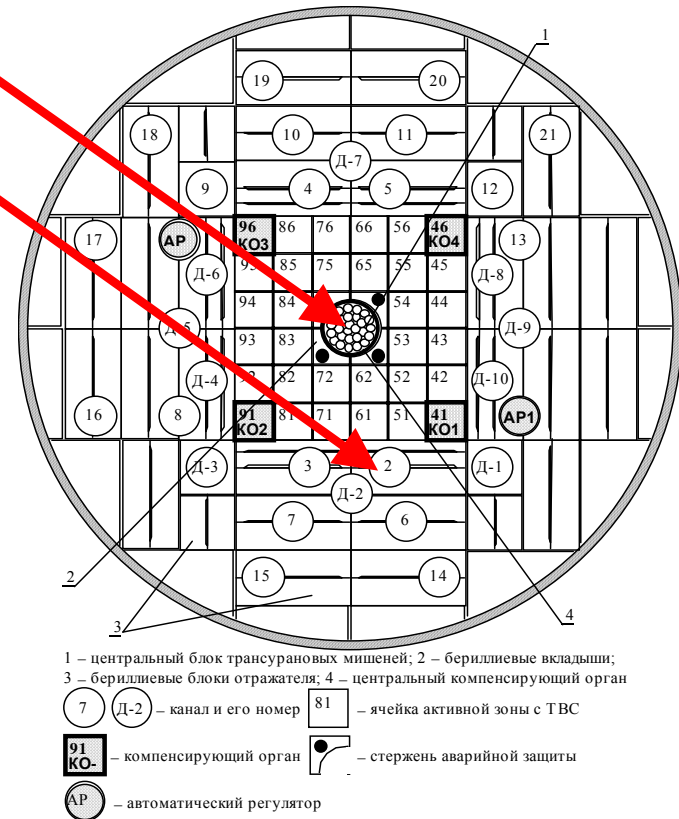 1
19 20
18 10 11 21
Д-7
9 4 5 12
17 АР 96 86 76 66 56 46 13
КО3 КО4
Д-6 95 85 75 65 55 45 Д-8
94 84 54 44
Д-5 93 83 53 43 Д-9
Д-4 92 82 72 62 52 42 Д-10
16 8 91 81 71 61 51 41 АР1
КО2 КО1
Д-3 3 2 Д-1
Д-2
7 6
2 15 14
3 4
1 – центральный блок трансурановых мишеней; 2 – бериллиевые вкладыши;
3 – бериллиевые блоки отражателя; 4 – центральный компенсирующий орган
7 Д-2 – канал и его номер 81 – ячейка активной зоны с ТВС
91
КО- – компенсирующий орган – стержень аварийной защиты
АР – автоматический регулятор